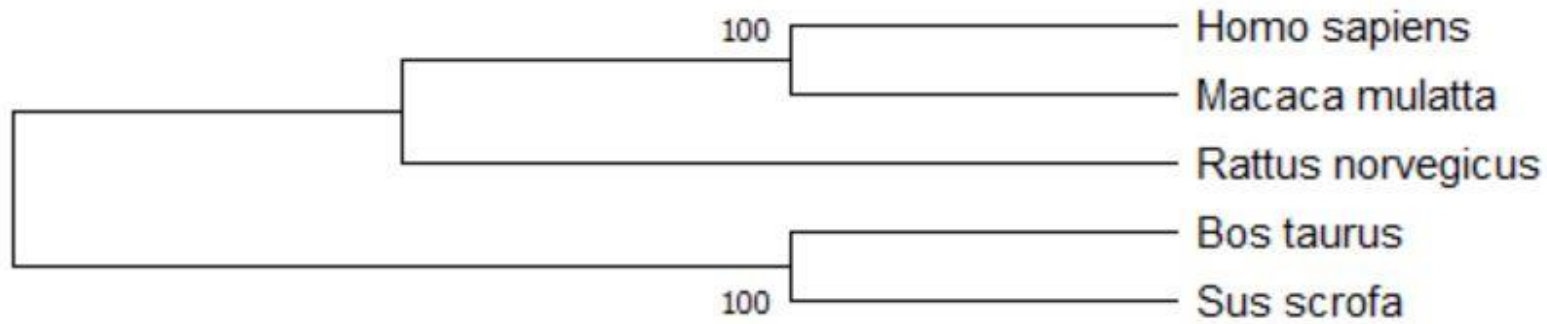 100
Homo sapiens
Macaca mulatta
Rattus norvegicus
Bos taurus
100
Sus scrofa